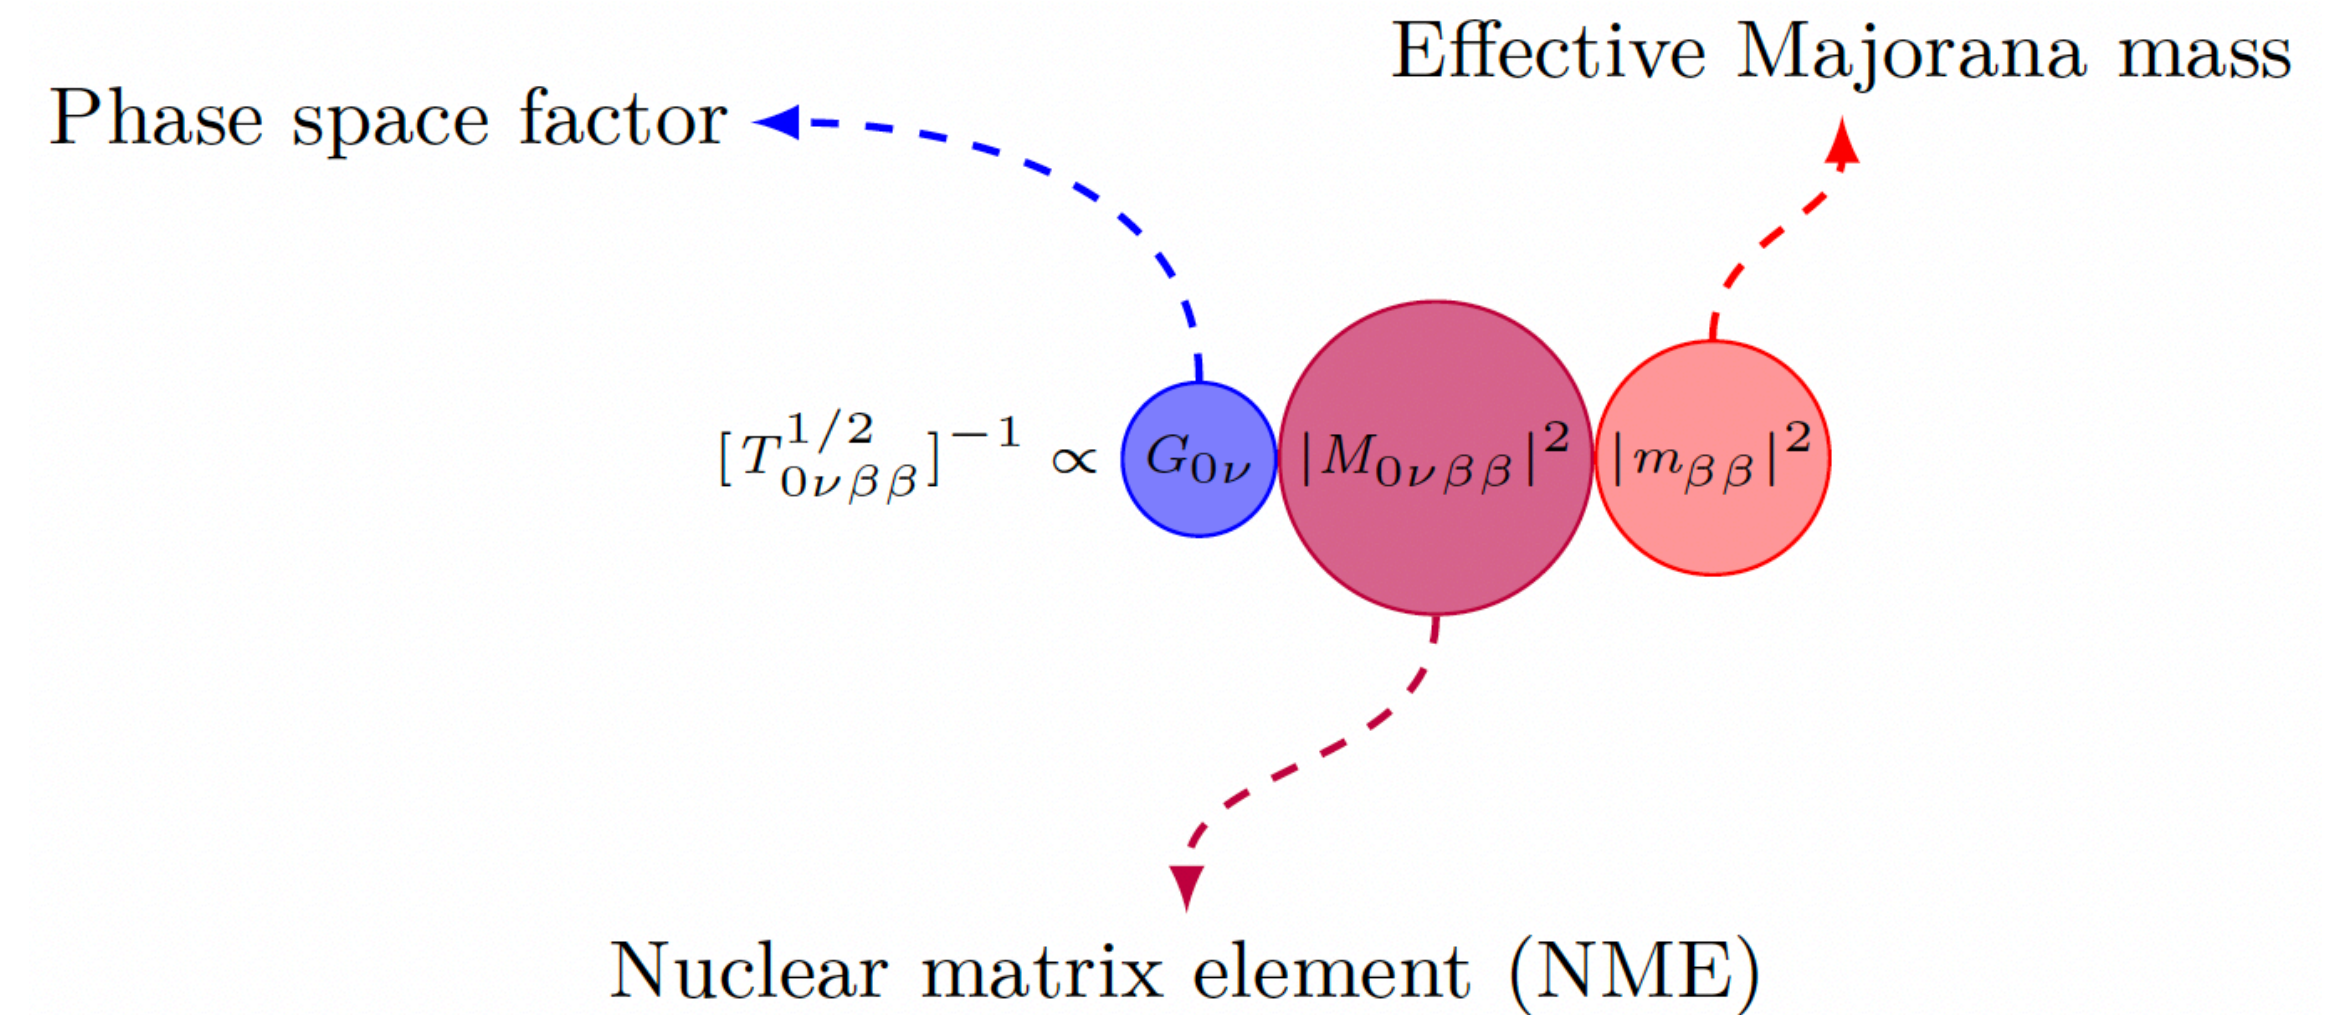 Effective Majorana mass
Phase space factor
[T_{0νββ}^{1/2}]^{-1} ∝ G_{0ν} |M_{0νββ}|^2 |m_{ββ}|^2
Nuclear matrix element (NME)